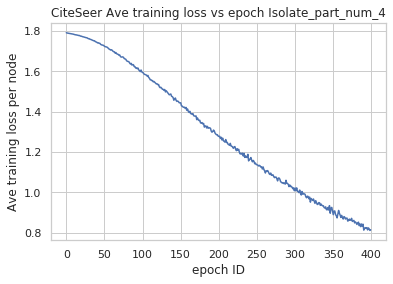 CiteSeer Ave training loss vs epoch Isolate_part_num_4
Ave training loss per node
1.8
1.6
1.4
1.2
1.0
0.8
0 50 100 150 200 250 300 350 400
epoch ID